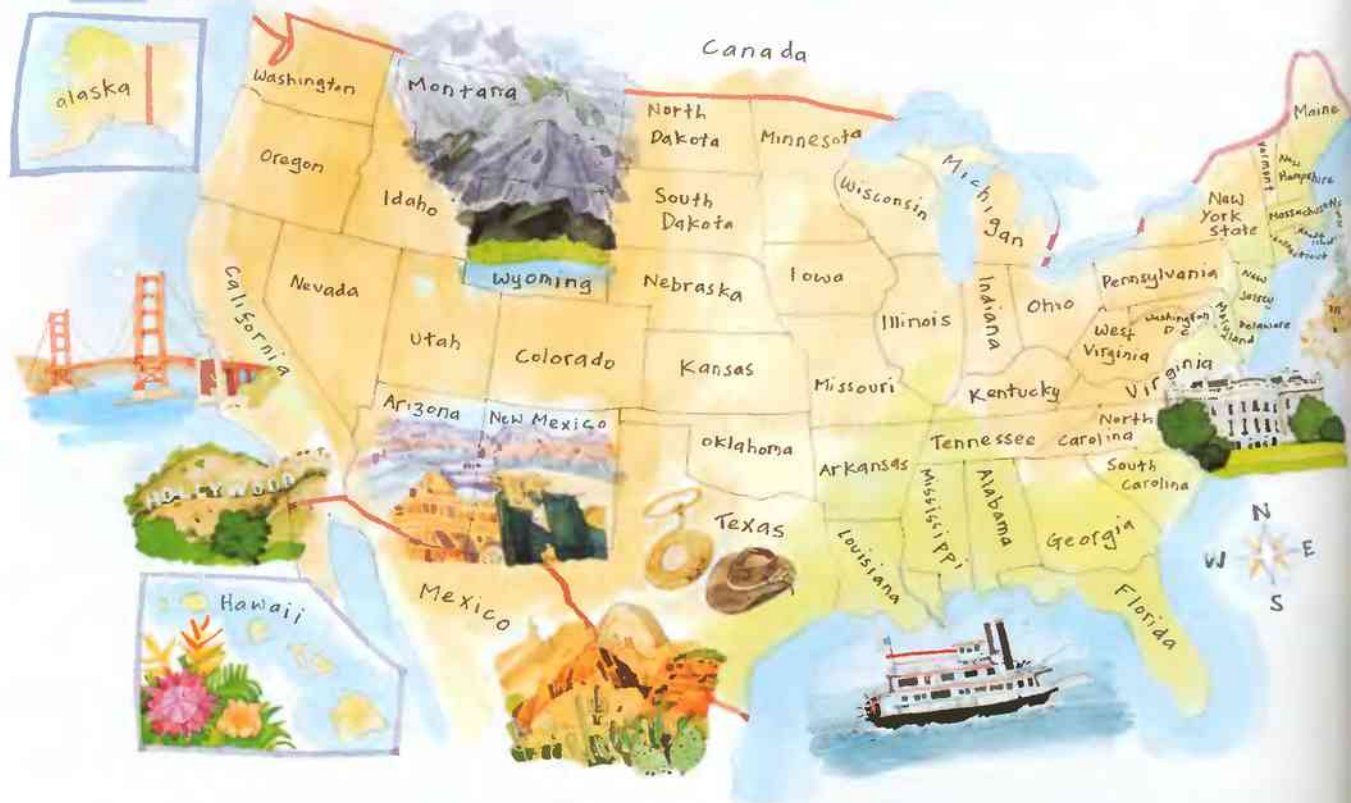 Canada
alaska
Washington
Montana
North
Dakota
Minnesota
Maine
Oregon
Idaho
South
Dakota
Wisconsin
Michigan
Vermont
New
Hampshire
New
York
State
Massachusetts
Wyoming
Nebraska
Iowa
California
Nevada
Utah
Colorado
Kansas
Missouri
Illinois
Indiana
Ohio
Pennsylvania
New
Jersey
West
Virginia
Washington
DC
Maryland
Delaware
Kentucky
Virginia
Arizona
New Mexico
Oklahoma
Arkansas
Tennessee
North
Carolina
South
Carolina
HOLLYWOOD
Texas
Louisiana
Mississippi
Alabama
Georgia
Florida
Mexico
Hawaii
N
W
E
S